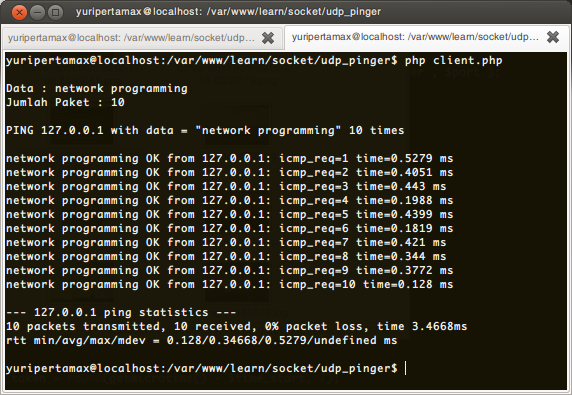 yuripertamax@localhost: /var/www/learn/socket/udp_pinger
yuripertamax@localhost: /var/www/learn/socket/udp...
yuripertamax@localhost: /var/www/learn/socket/udp...
yuripertamax@localhost:/var/www/learn/socket/udp_pinger$ php client.php
Data : network programming
Jumlah Paket : 10
PING 127.0.0.1 with data = "network programming" 10 times
network programming OK from 127.0.0.1: icmp_req=1 time=0.5279 ms
network programming OK from 127.0.0.1: icmp_req=2 time=0.4051 ms
network programming OK from 127.0.0.1: icmp_req=3 time=0.443 ms
network programming OK from 127.0.0.1: icmp_req=4 time=0.1988 ms
network programming OK from 127.0.0.1: icmp_req=5 time=0.4399 ms
network programming OK from 127.0.0.1: icmp_req=6 time=0.1819 ms
network programming OK from 127.0.0.1: icmp_req=7 time=0.421 ms
network programming OK from 127.0.0.1: icmp_req=8 time=0.344 ms
network programming OK from 127.0.0.1: icmp_req=9 time=0.3772 ms
network programming OK from 127.0.0.1: icmp_req=10 time=0.128 ms
--- 127.0.0.1 ping statistics ---
10 packets transmitted, 10 received, 0% packet loss, time 3.4668ms
rtt min/avg/max/mdev = 0.128/0.34668/0.5279/undefined ms
yuripertamax@localhost:/var/www/learn/socket/udp_pinger$